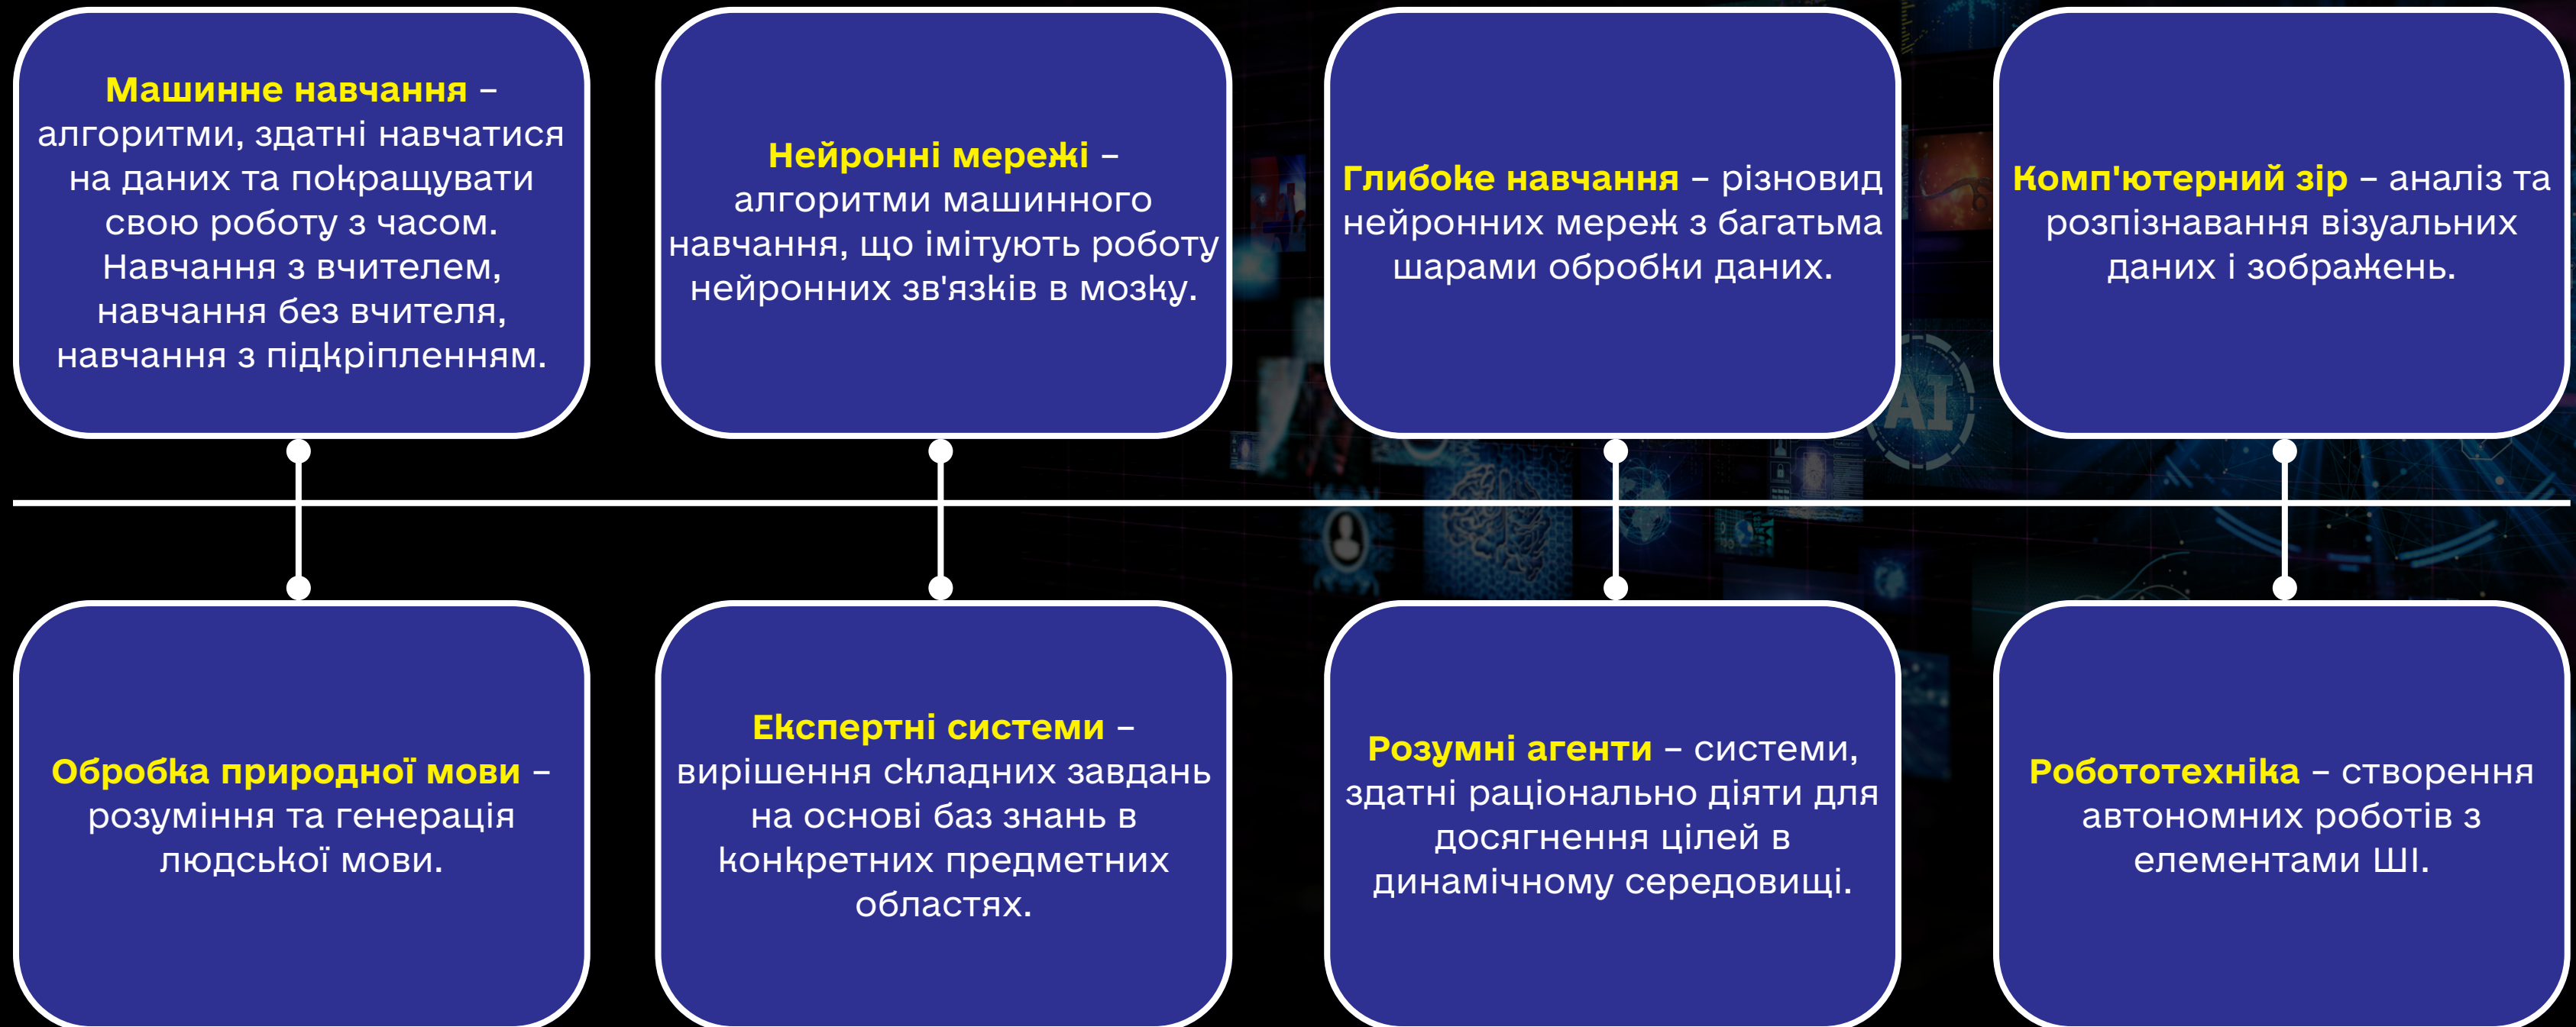 Машинне навчання –
алгоритми, здатні навчатися
на даних та покращувати
свою роботу з часом.
Навчання з вчителем,
навчання без вчителя,
навчання з підкріпленням.
Нейронні мережі –
алгоритми машинного
навчання, що імітують роботу
нейронних зв'язків в мозку.
Глибоке навчання – різновид
нейронних мереж з багатьма
шарами обробки даних.
Комп'ютерний зір – аналіз та
розпізнавання візуальних
даних і зображень.
AI
Обробка природної мови –
розуміння та генерація
людської мови.
Експертні системи –
вирішення складних завдань
на основі баз знань в
конкретних предметних
областях.
Розумні агенти – системи,
здатні раціонально діяти для
досягнення цілей в
динамічному середовищі.
Робототехніка – створення
автономних роботів з
елементами ШІ.